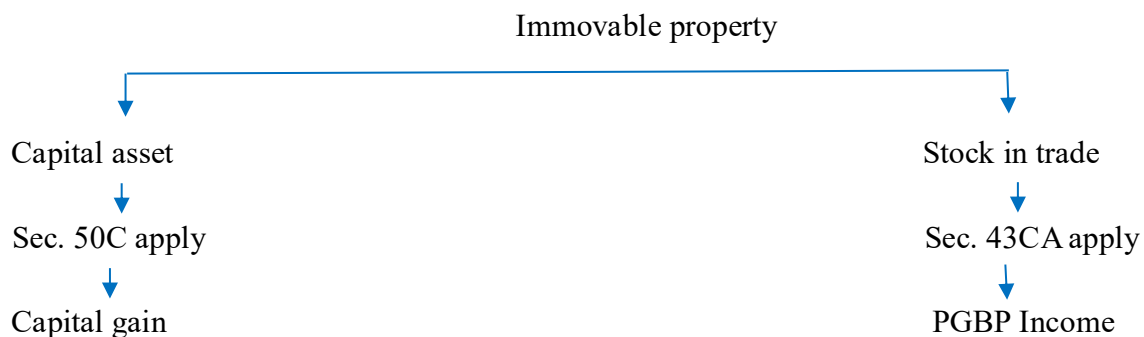 Immovable property
Capital asset
Stock in trade
Sec. 50C apply
Sec. 43CA apply
Capital gain
PGBP Income